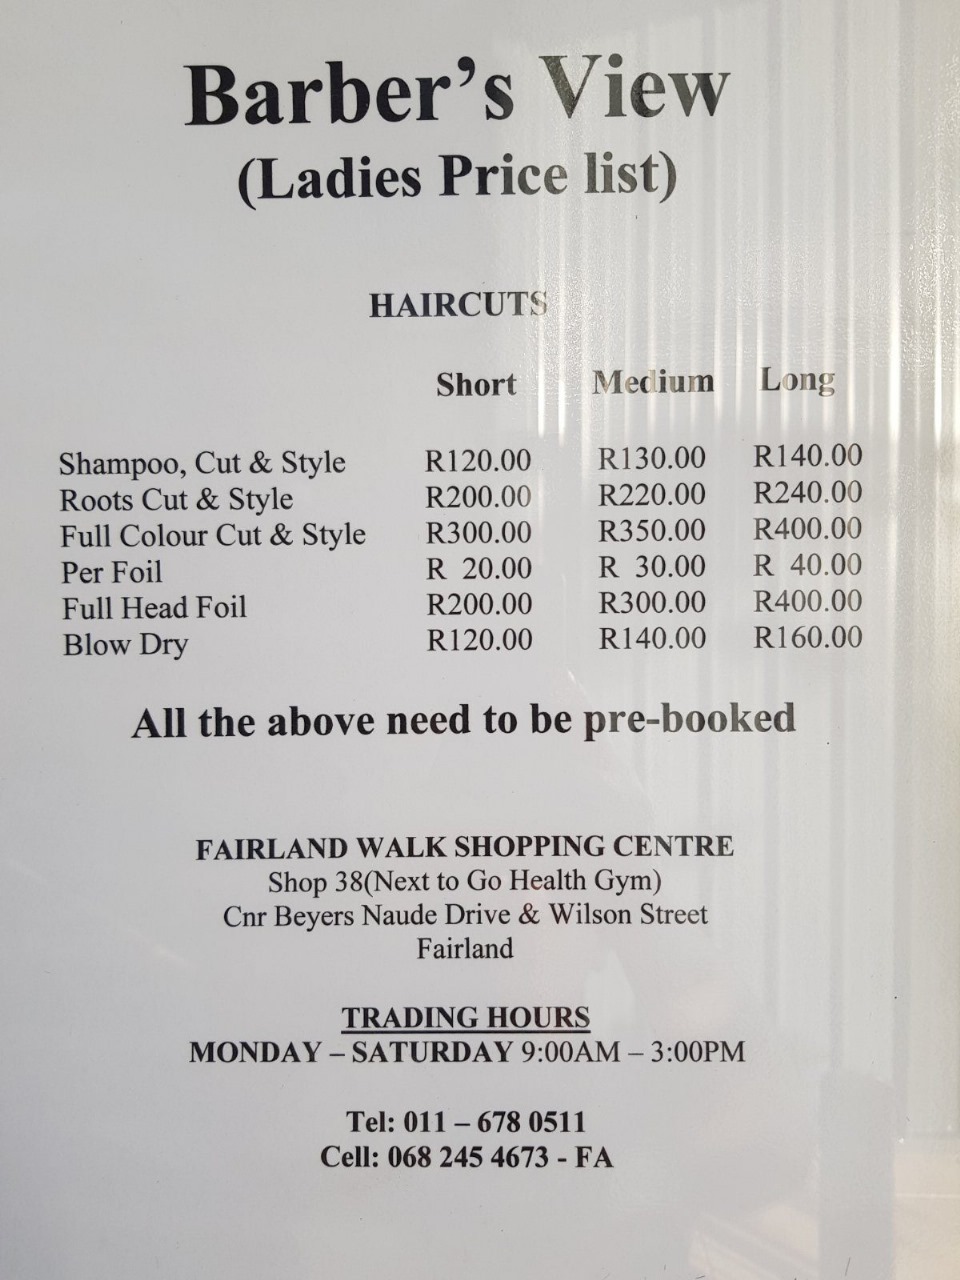 Barber's View
(Ladies Price list)
HAIRCUTS
Short Medium Long
Shampoo, Cut & Style R120.00 R130.00 R140.00
Roots Cut & Style R200.00 R220.00 R240.00
Full Colour Cut & Style R300.00 R350.00 R400.00
Per Foil R 20.00 R 30.00 R 40.00
Full Head Foil R200.00 R300.00 R400.00
Blow Dry R120.00 R140.00 R160.00
All the above need to be pre-booked
FAIRLAND WALK SHOPPING CENTRE
Shop 38(Next to Go Health Gym)
Cnr Beyers Naude Drive & Wilson Street
Fairland
TRADING HOURS
MONDAY – SATURDAY 9:00AM – 3:00PM
Tel: 011 – 678 0511
Cell: 068 245 4673 - FA